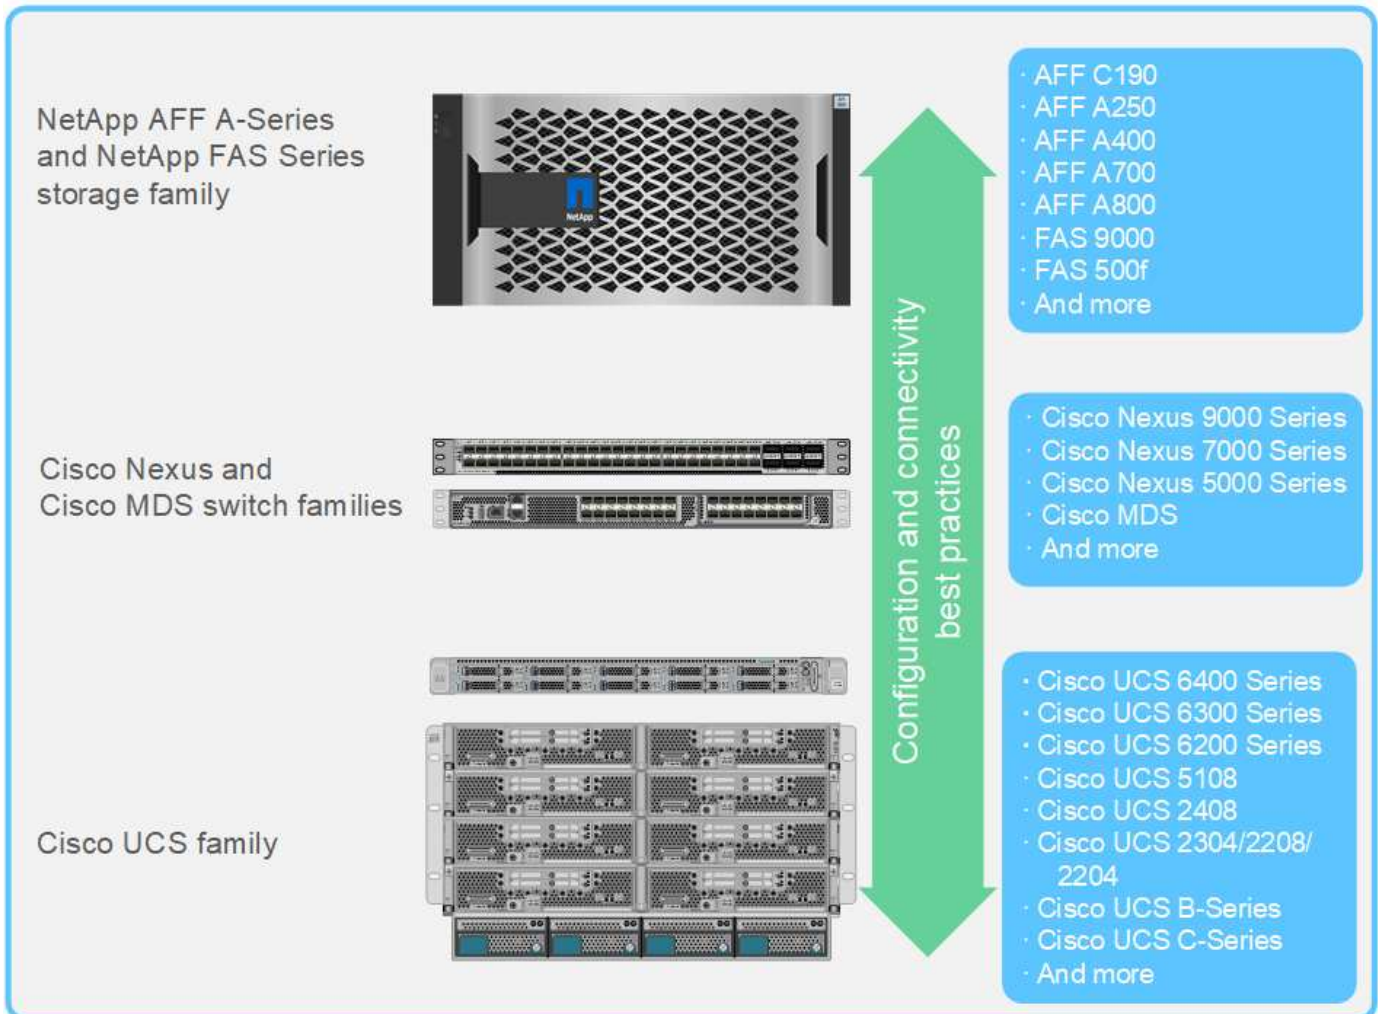 NetApp AFF A-Series
and NetApp FAS Series
storage family
NetApp
· AFF C190
· AFF A250
· AFF A400
· AFF A700
· AFF A800
· FAS 9000
· FAS 500f
· And more
Configuration and connectivity
best practices
Cisco Nexus and
Cisco MDS switch families
· Cisco Nexus 9000 Series
· Cisco Nexus 7000 Series
· Cisco Nexus 5000 Series
· Cisco MDS
· And more
Cisco UCS family
· Cisco UCS 6400 Series
· Cisco UCS 6300 Series
· Cisco UCS 6200 Series
· Cisco UCS 5108
· Cisco UCS 2408
· Cisco UCS 2304/2208/
2204
· Cisco UCS B-Series
· Cisco UCS C-Series
· And more